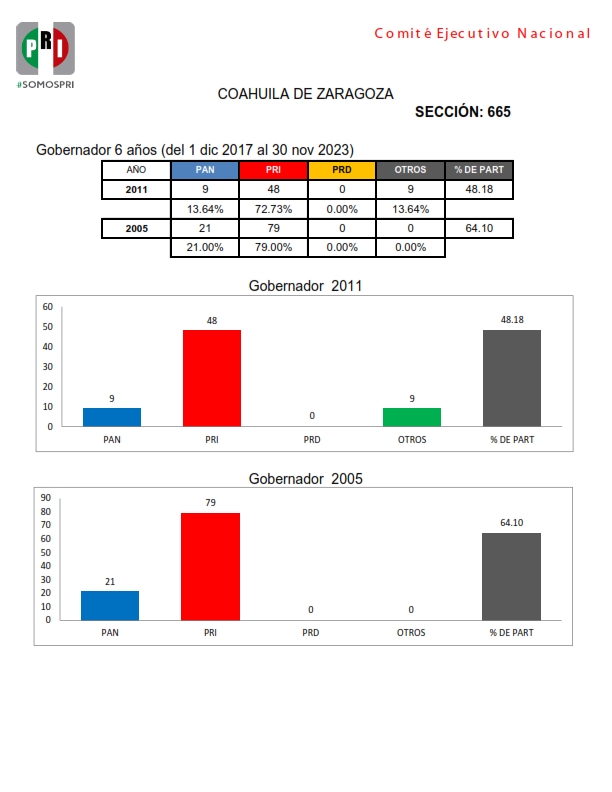 Comité Ejecutivo Nacional
PRI
#SOMOSPRI
COAHUILA DE ZARAGOZA
SECCIÓN: 665
Gobernador 6 años (del 1 dic 2017 al 30 nov 2023)
AÑO PAN PRI PRD OTROS % DE PART
2011 9 48 0 9 48.18
13.64% 72.73% 0.00% 13.64%
2005 21 79 0 0 64.10
21.00% 79.00% 0.00% 0.00%
Gobernador 2011
60
50
40
30
20
10
0
9 48 0 9 48.18
PAN PRI PRD OTROS % DE PART
Gobernador 2005
90
80
70
60
50
40
30
20
10
0
21 79 0 0 64.10
PAN PRI PRD OTROS % DE PART